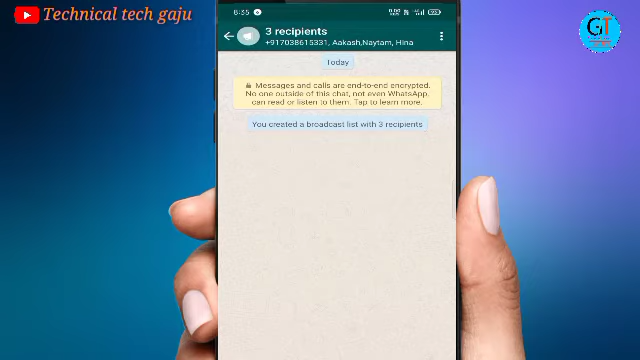 Technical tech gaju
GT
8:35
3 recipients
+917038615331, Aakash,Naytam, Hina
Today
Messages and calls are end-to-end encrypted.
No one outside of this chat, not even WhatsApp,
can read or listen to them. Tap to learn more.
You created a broadcast list with 3 recipients